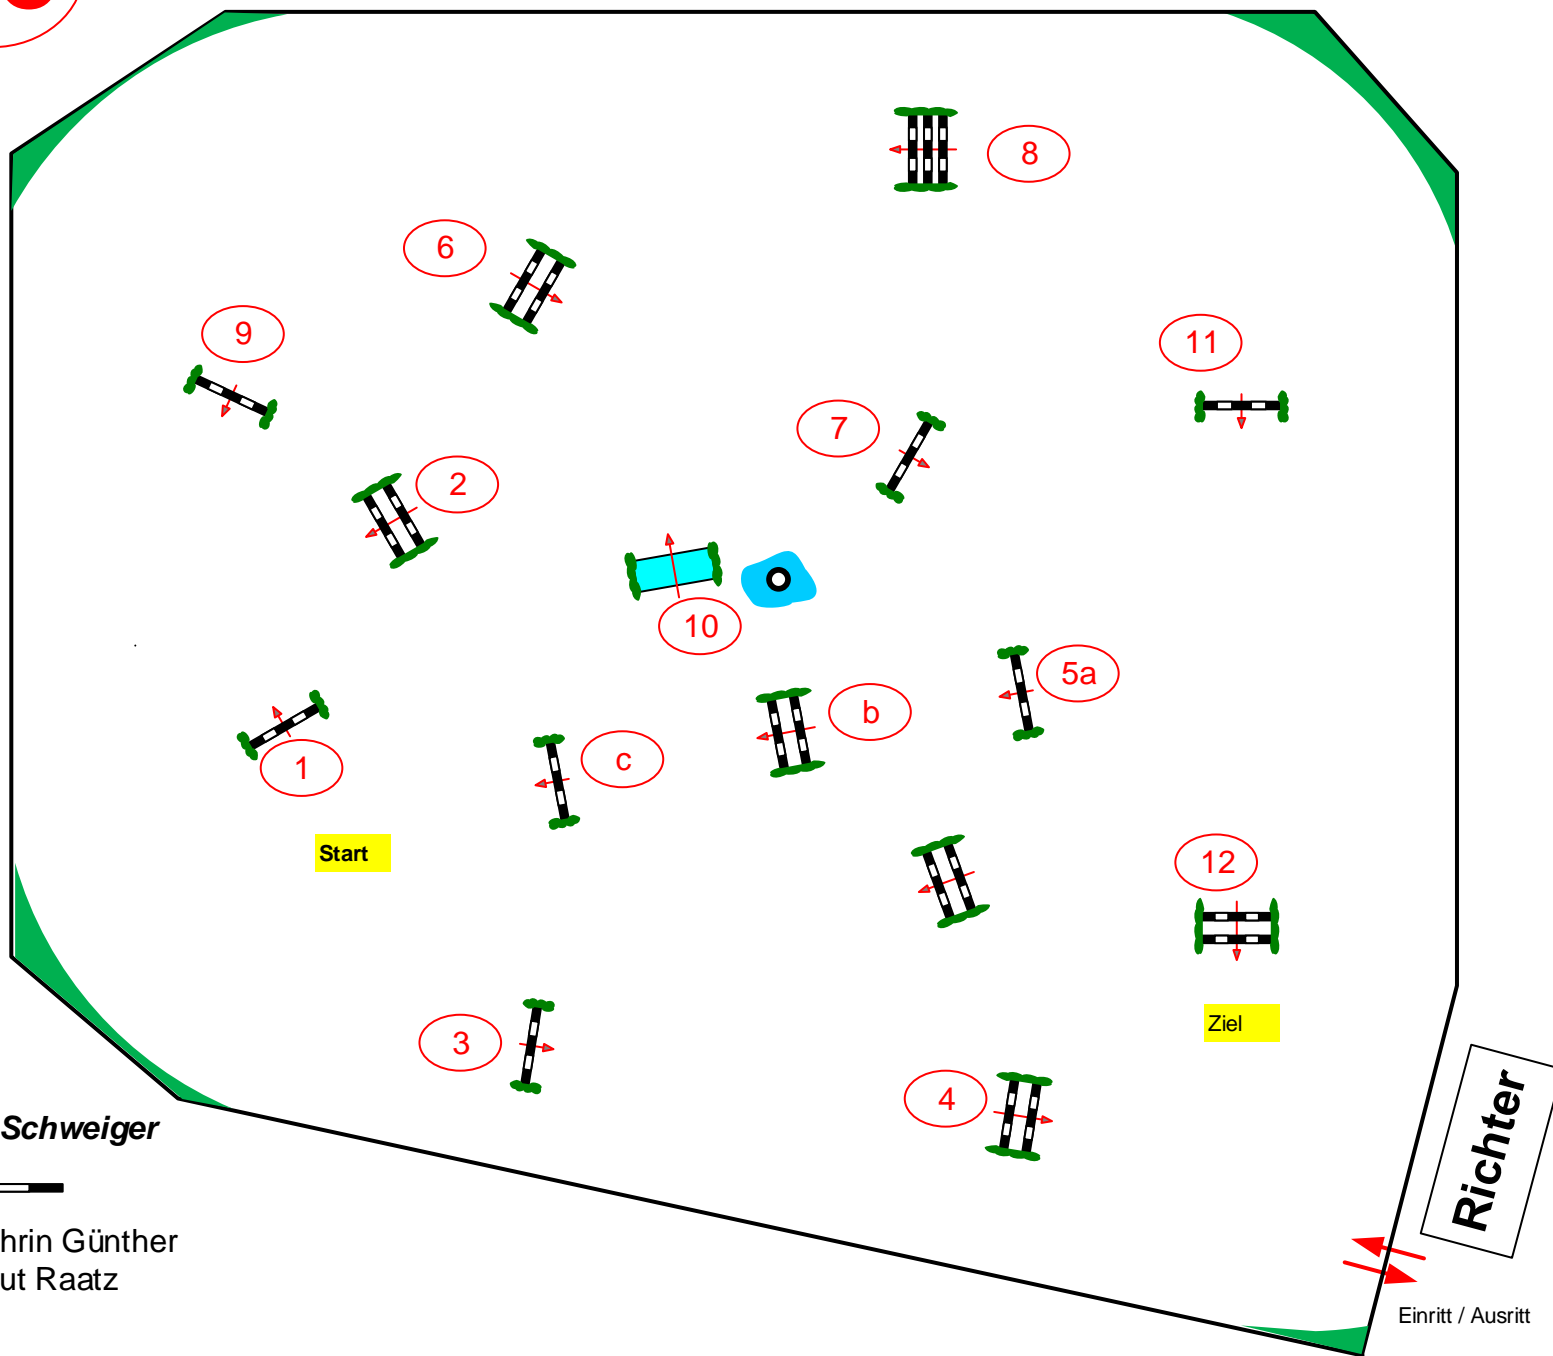 8
6
9
11
7
2
10
5a
b
c
1
Start
12
3
Ziel
4
Schweiger
Richter
hrin Günther
ut Raatz
Einritt / Ausritt